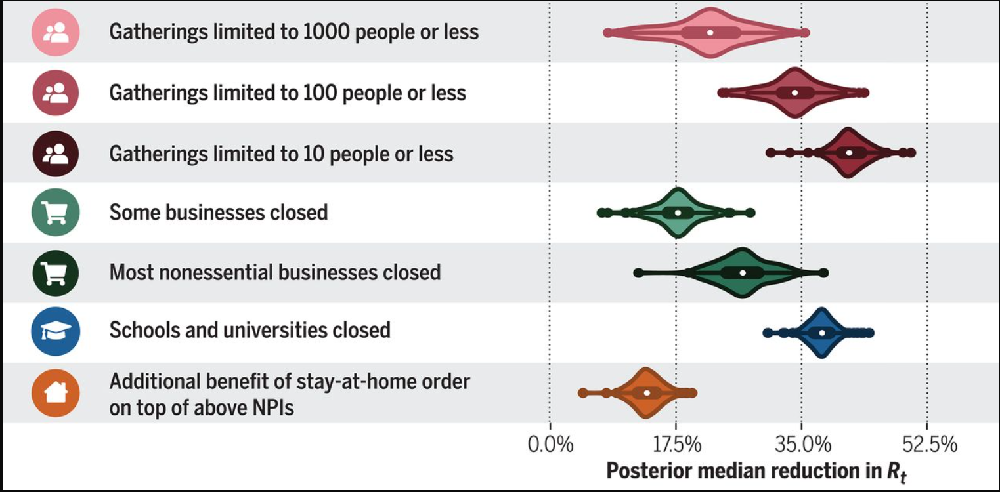 Gatherings limited to 1000 people or less
Gatherings limited to 100 people or less
Gatherings limited to 10 people or less
Some businesses closed
Most nonessential businesses closed
Schools and universities closed
Additional benefit of stay-at-home order
on top of above NPIs
0.0% 17.5% 35.0% 52.5%
Posterior median reduction in Rt